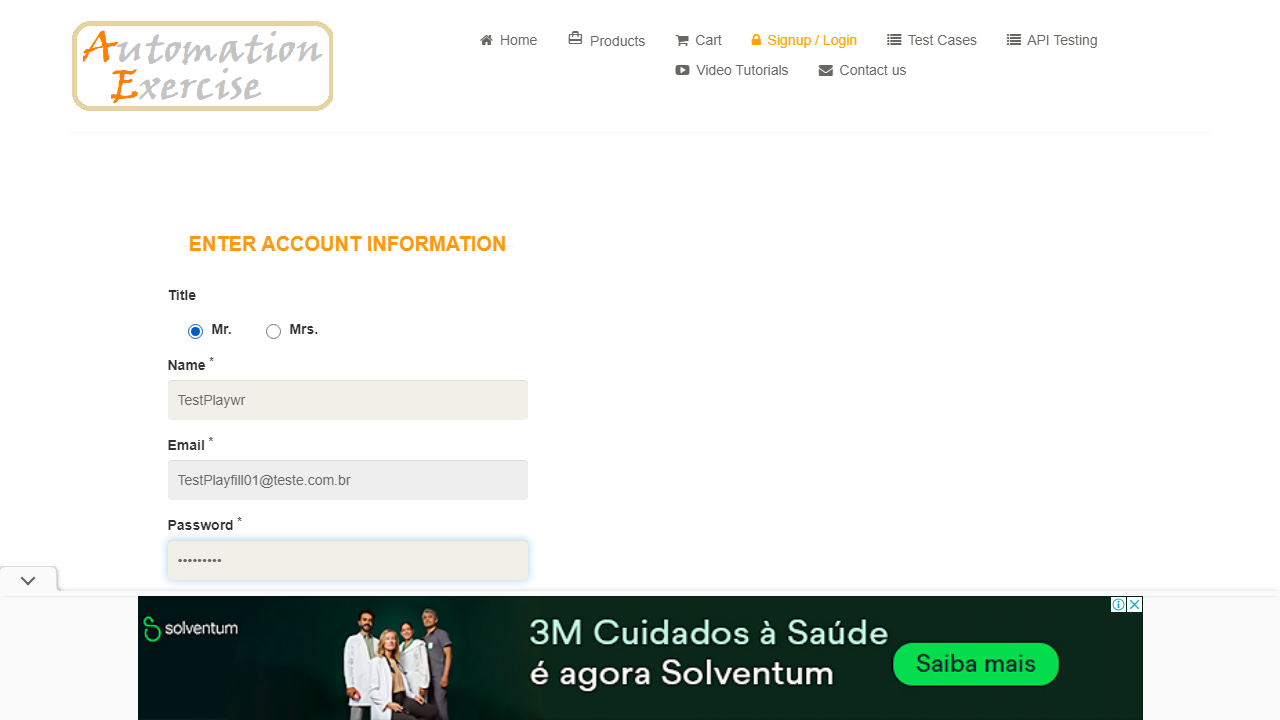 Automation
Exercise
Home
Products
Cart
Signup / Login
Test Cases
API Testing
Video Tutorials
Contact us
ENTER ACCOUNT INFORMATION
Title
Mr.
Mrs.
Name *
TestPlaywr
Email *
TestPlayfill01@teste.com.br
Password *
•••••••••
solventum
3M Cuidados à Saúde
é agora Solventum
Saiba mais